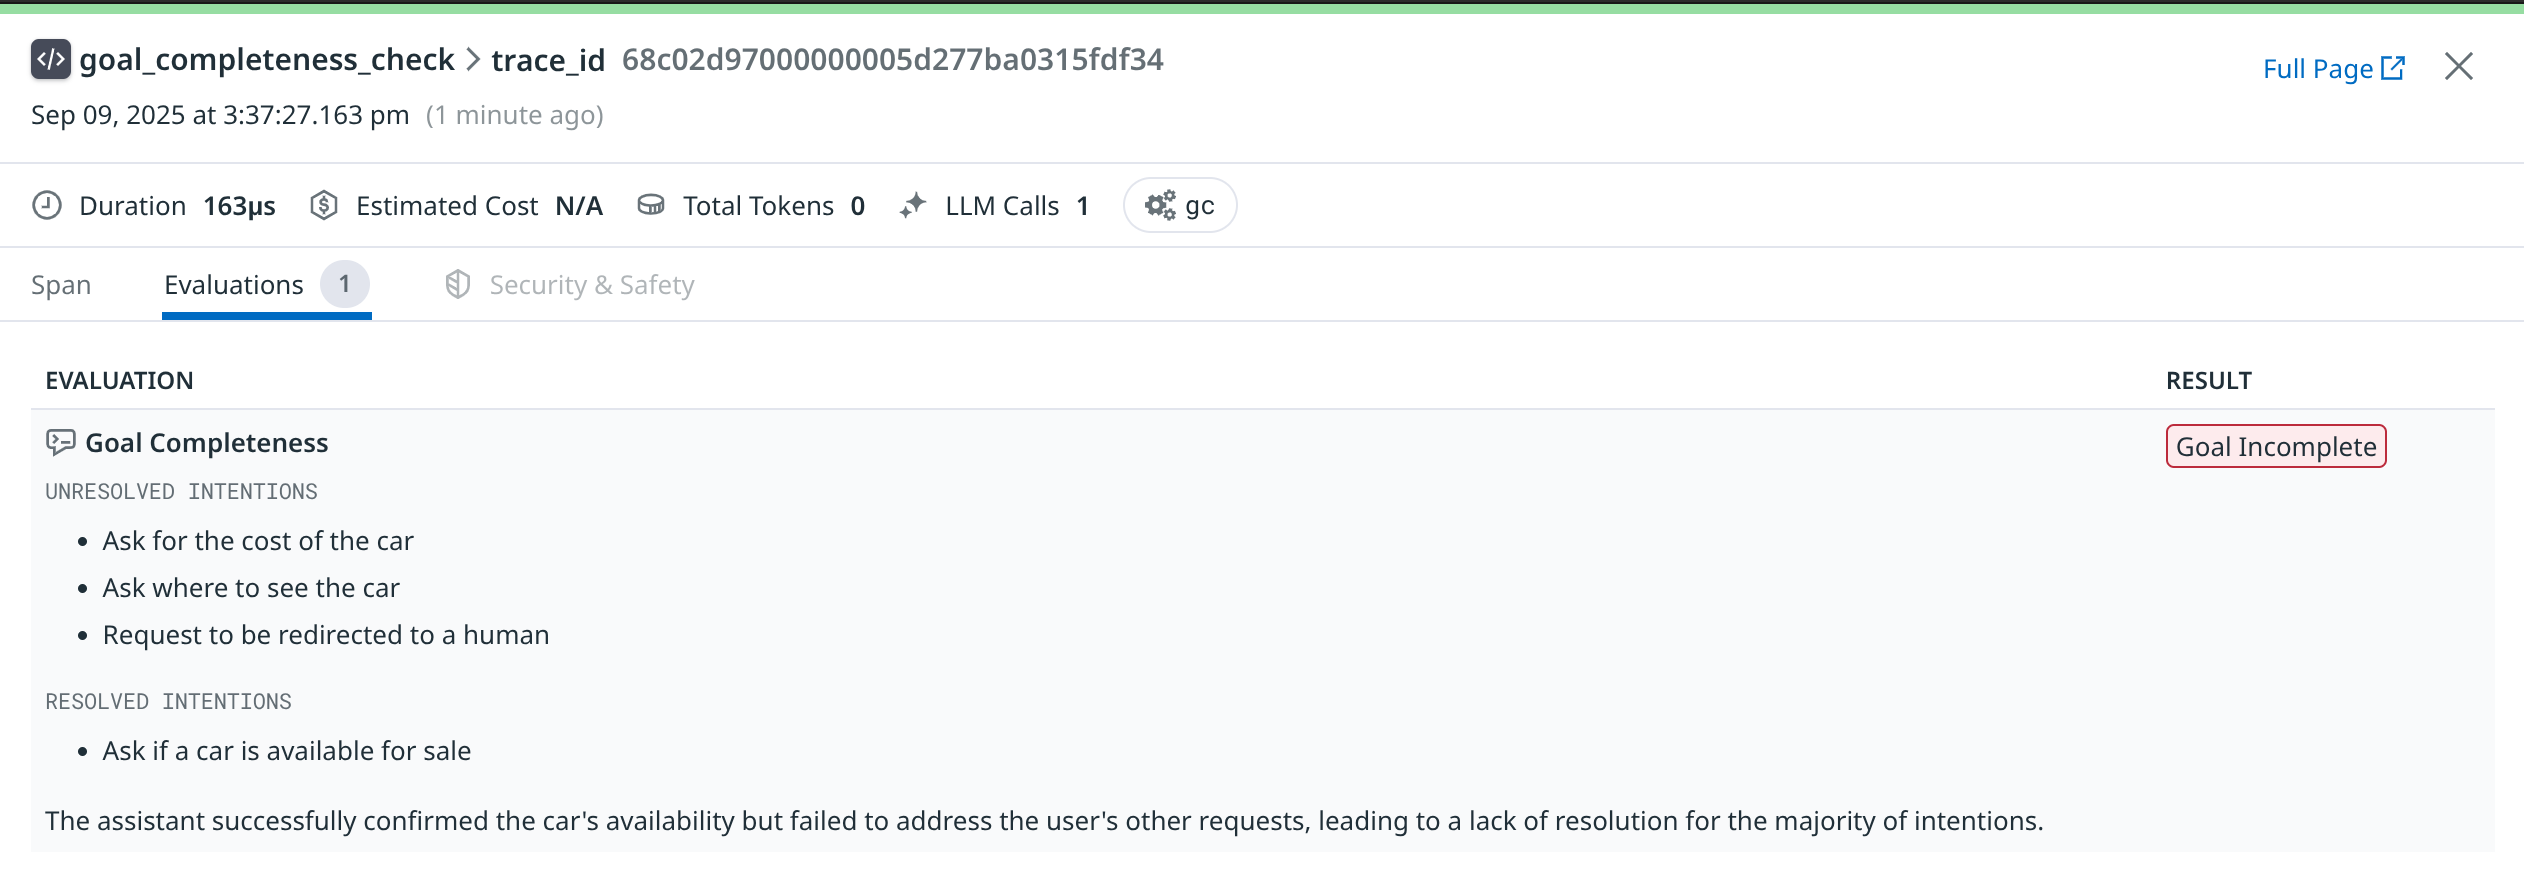 goal_completeness_check > trace_id 68c02d97000000005d277ba0315fdf34
Full Page
Sep 09, 2025 at 3:37:27.163 pm (1 minute ago)
Duration 163µs Estimated Cost N/A Total Tokens 0 LLM Calls 1 gc
Span Evaluations 1 Security & Safety
EVALUATION RESULT
Goal Completeness Goal Incomplete
UNRESOLVED INTENTIONS
• Ask for the cost of the car
• Ask where to see the car
• Request to be redirected to a human
RESOLVED INTENTIONS
• Ask if a car is available for sale
The assistant successfully confirmed the car's availability but failed to address the user's other requests, leading to a lack of resolution for the majority of intentions.